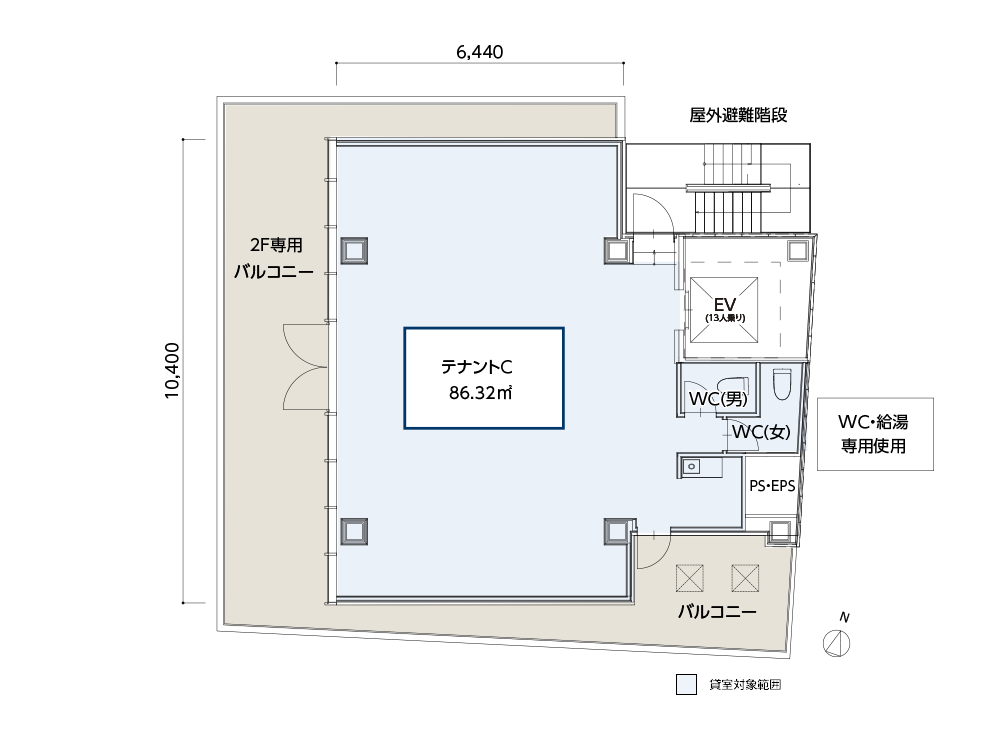 6,440
屋外避難階段
2F専用
バルコニー
EV
(13人乗り)
10,400
テナントC
86.32㎡
WC(男)
WC(女)
WC・給湯
専用使用
PS・EPS
バルコニー
N
貸室対象範囲